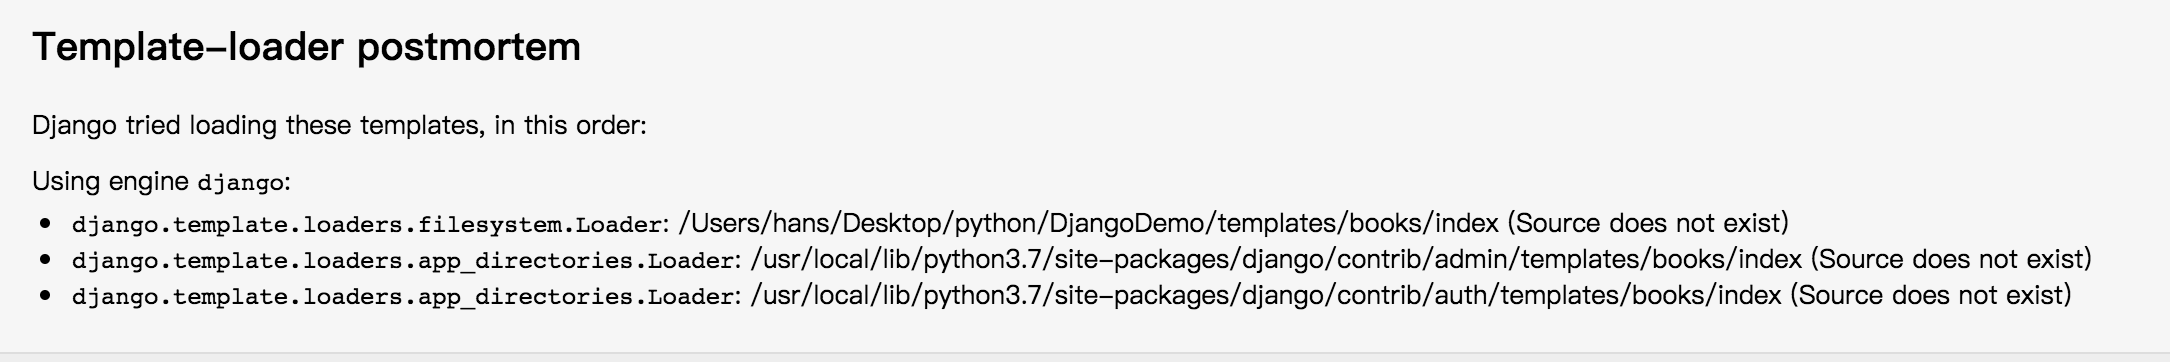 Template-loader postmortem
Django tried loading these templates, in this order:
Using engine django:
• django.template.loaders.filesystem.Loader: /Users/hans/Desktop/python/DjangoDemo/templates/books/index (Source does not exist)
• django.template.loaders.app_directories.Loader: /usr/local/lib/python3.7/site-packages/django/contrib/admin/templates/books/index (Source does not exist)
• django.template.loaders.app_directories.Loader: /usr/local/lib/python3.7/site-packages/django/contrib/auth/templates/books/index (Source does not exist)